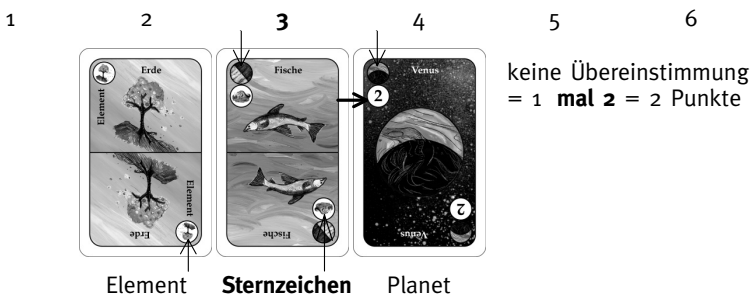 1 2 3 4 5 6
Erde Fische Venus
Element
2
keine Übereinstimmung
= 1 mal 2 = 2 Punkte
Element
2
Erde Fische Venus
Element Sternzeichen Planet